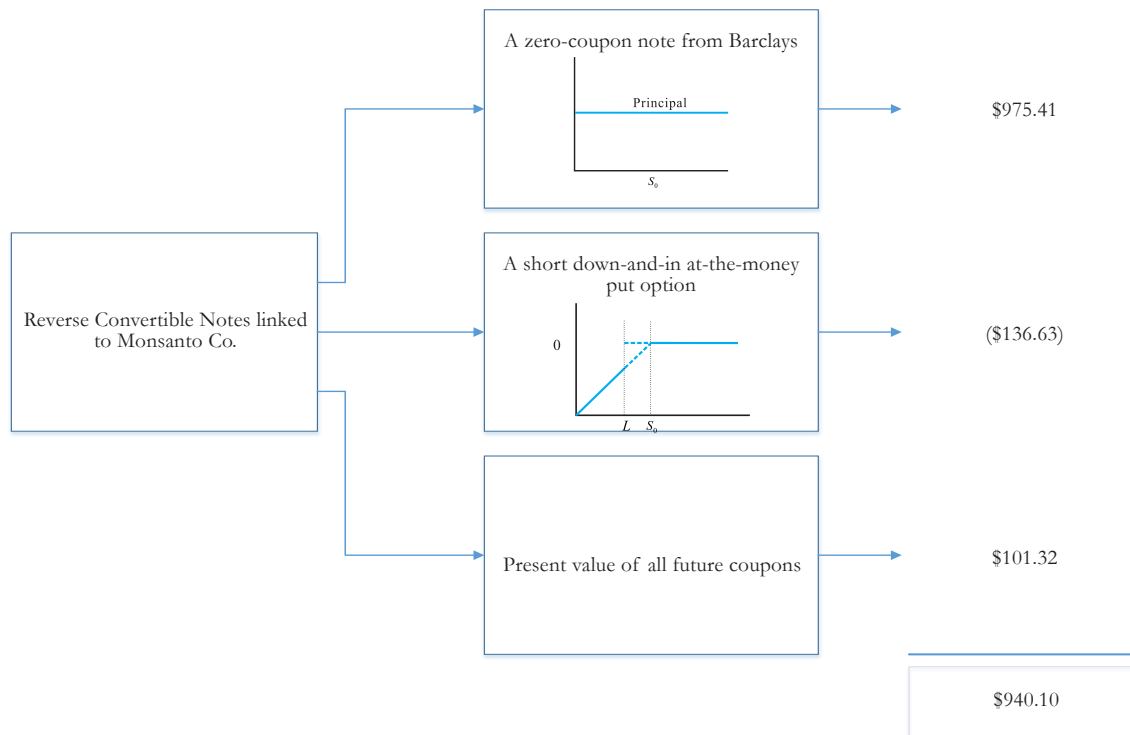 A zero-coupon note from Barclays
Principal
S₀
$975.41
Reverse Convertible Notes linked
to Monsanto Co.
A short down-and-in at-the-money
put option
0
L S₀
($136.63)
Present value of all future coupons
$101.32
$940.10